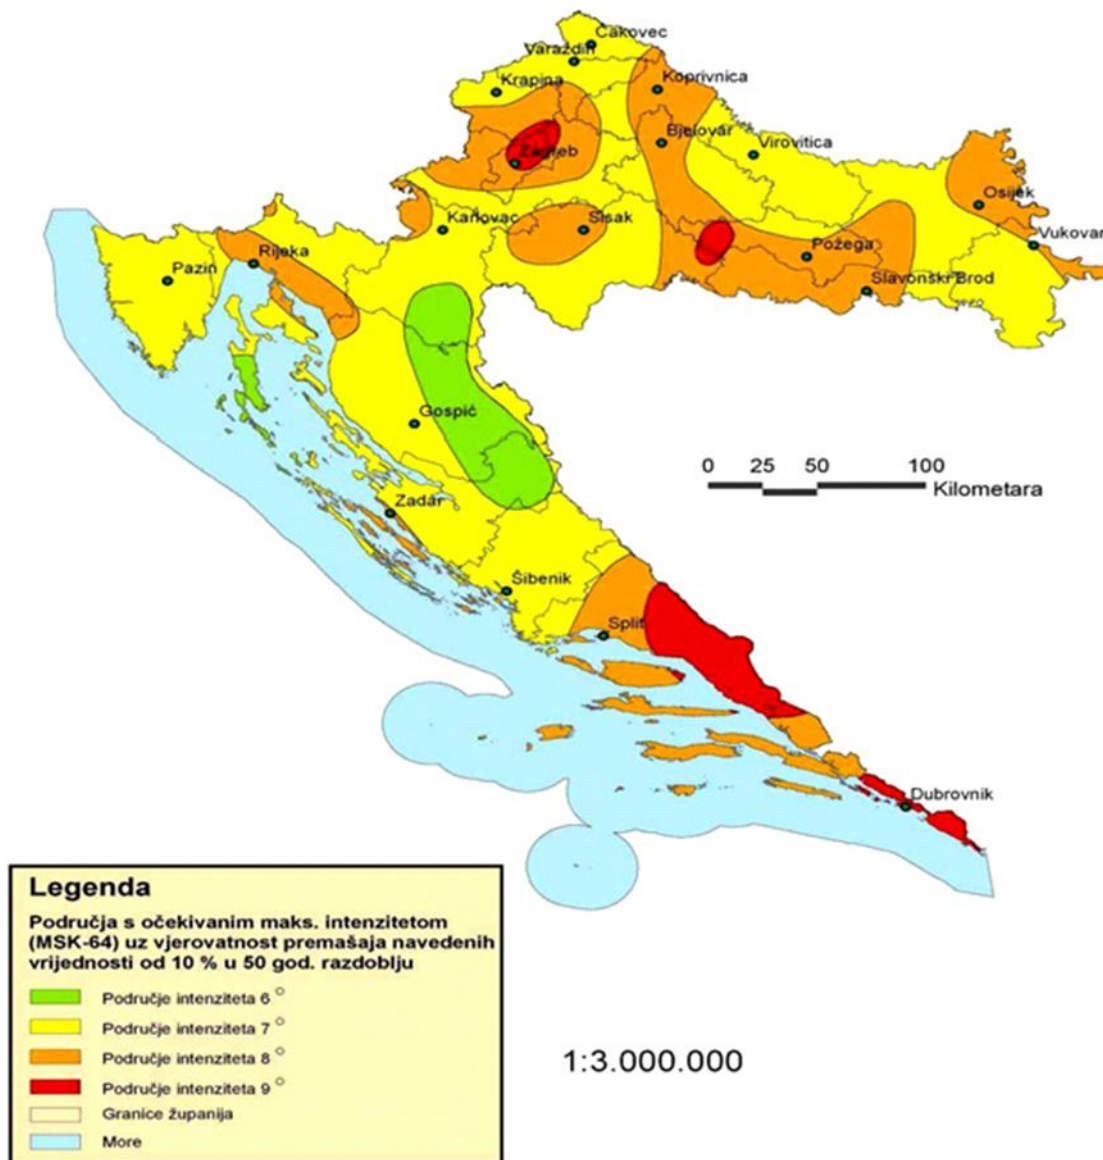 Čakovec
Varaždin
Krapina
Koprivnica
Bjelovar
Virovitica
Zagreb
Osijek
Karlovac
Sisak
Vukovar
Rijeka
Požega
Pazin
Slavonski Brod
Gospić
0 25 50 100
Kilometara
Zadar
Šibenik
Split
Dubrovnik
Legenda
Područja s očekivanim maks. intenzitetom
(MSK-64) uz vjerovatnost premašaja navedenih
vrijednosti od 10 % u 50 god. razdoblju
Područje intenziteta 6 °
Područje intenziteta 7 °
Područje intenziteta 8 °
Područje intenziteta 9 °
Granice županija
More
1:3.000.000